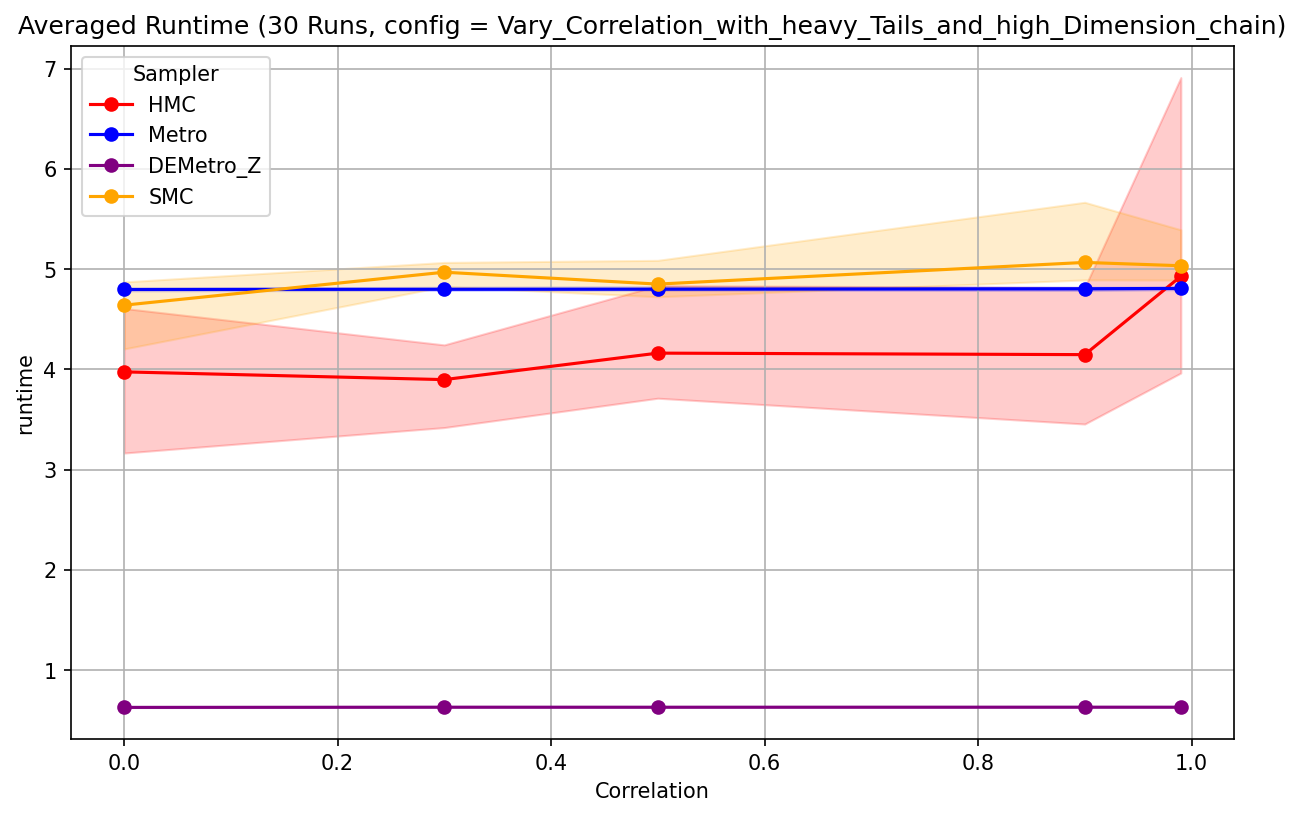 Averaged Runtime (30 Runs, config = Vary_Correlation_with_heavy_Tails_and_high_Dimension_chain)
7
6
5
4
3
2
1
runtime
Sampler
HMC
Metro
DEMetro_Z
SMC
0.0 0.2 0.4 0.6 0.8 1.0
Correlation